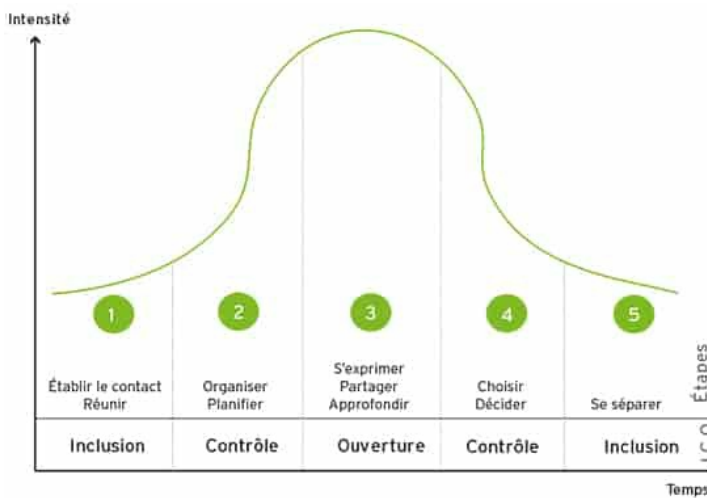 Intensité
1
2
3
4
5
Établir le contact
Réunir
Organiser
Planifier
S'exprimer
Partager
Approfondir
Choisir
Décider
Se séparer
Étapes
Inclusion
Contrôle
Ouverture
Contrôle
Inclusion
I C O
Temps